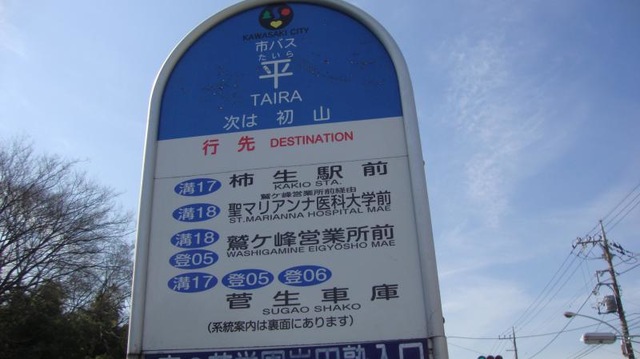 KAWASAKI CITY
市バス
たいら
平
TAIRA
次は 初山
行先 DESTINATION
溝17 柿生駅前
KAKIO STA.
鷲ケ峰営業所前経由
溝18 聖マリアンナ医科大学前
ST.MARIANNA HOSPITAL MAE
溝18 鷲ケ峰営業所前
登05 WASHIGAMINE EIGYOSHO MAE
溝17 登05 登06
菅生車庫
SUGAO SHAKO
(系統案内は裏面にあります)